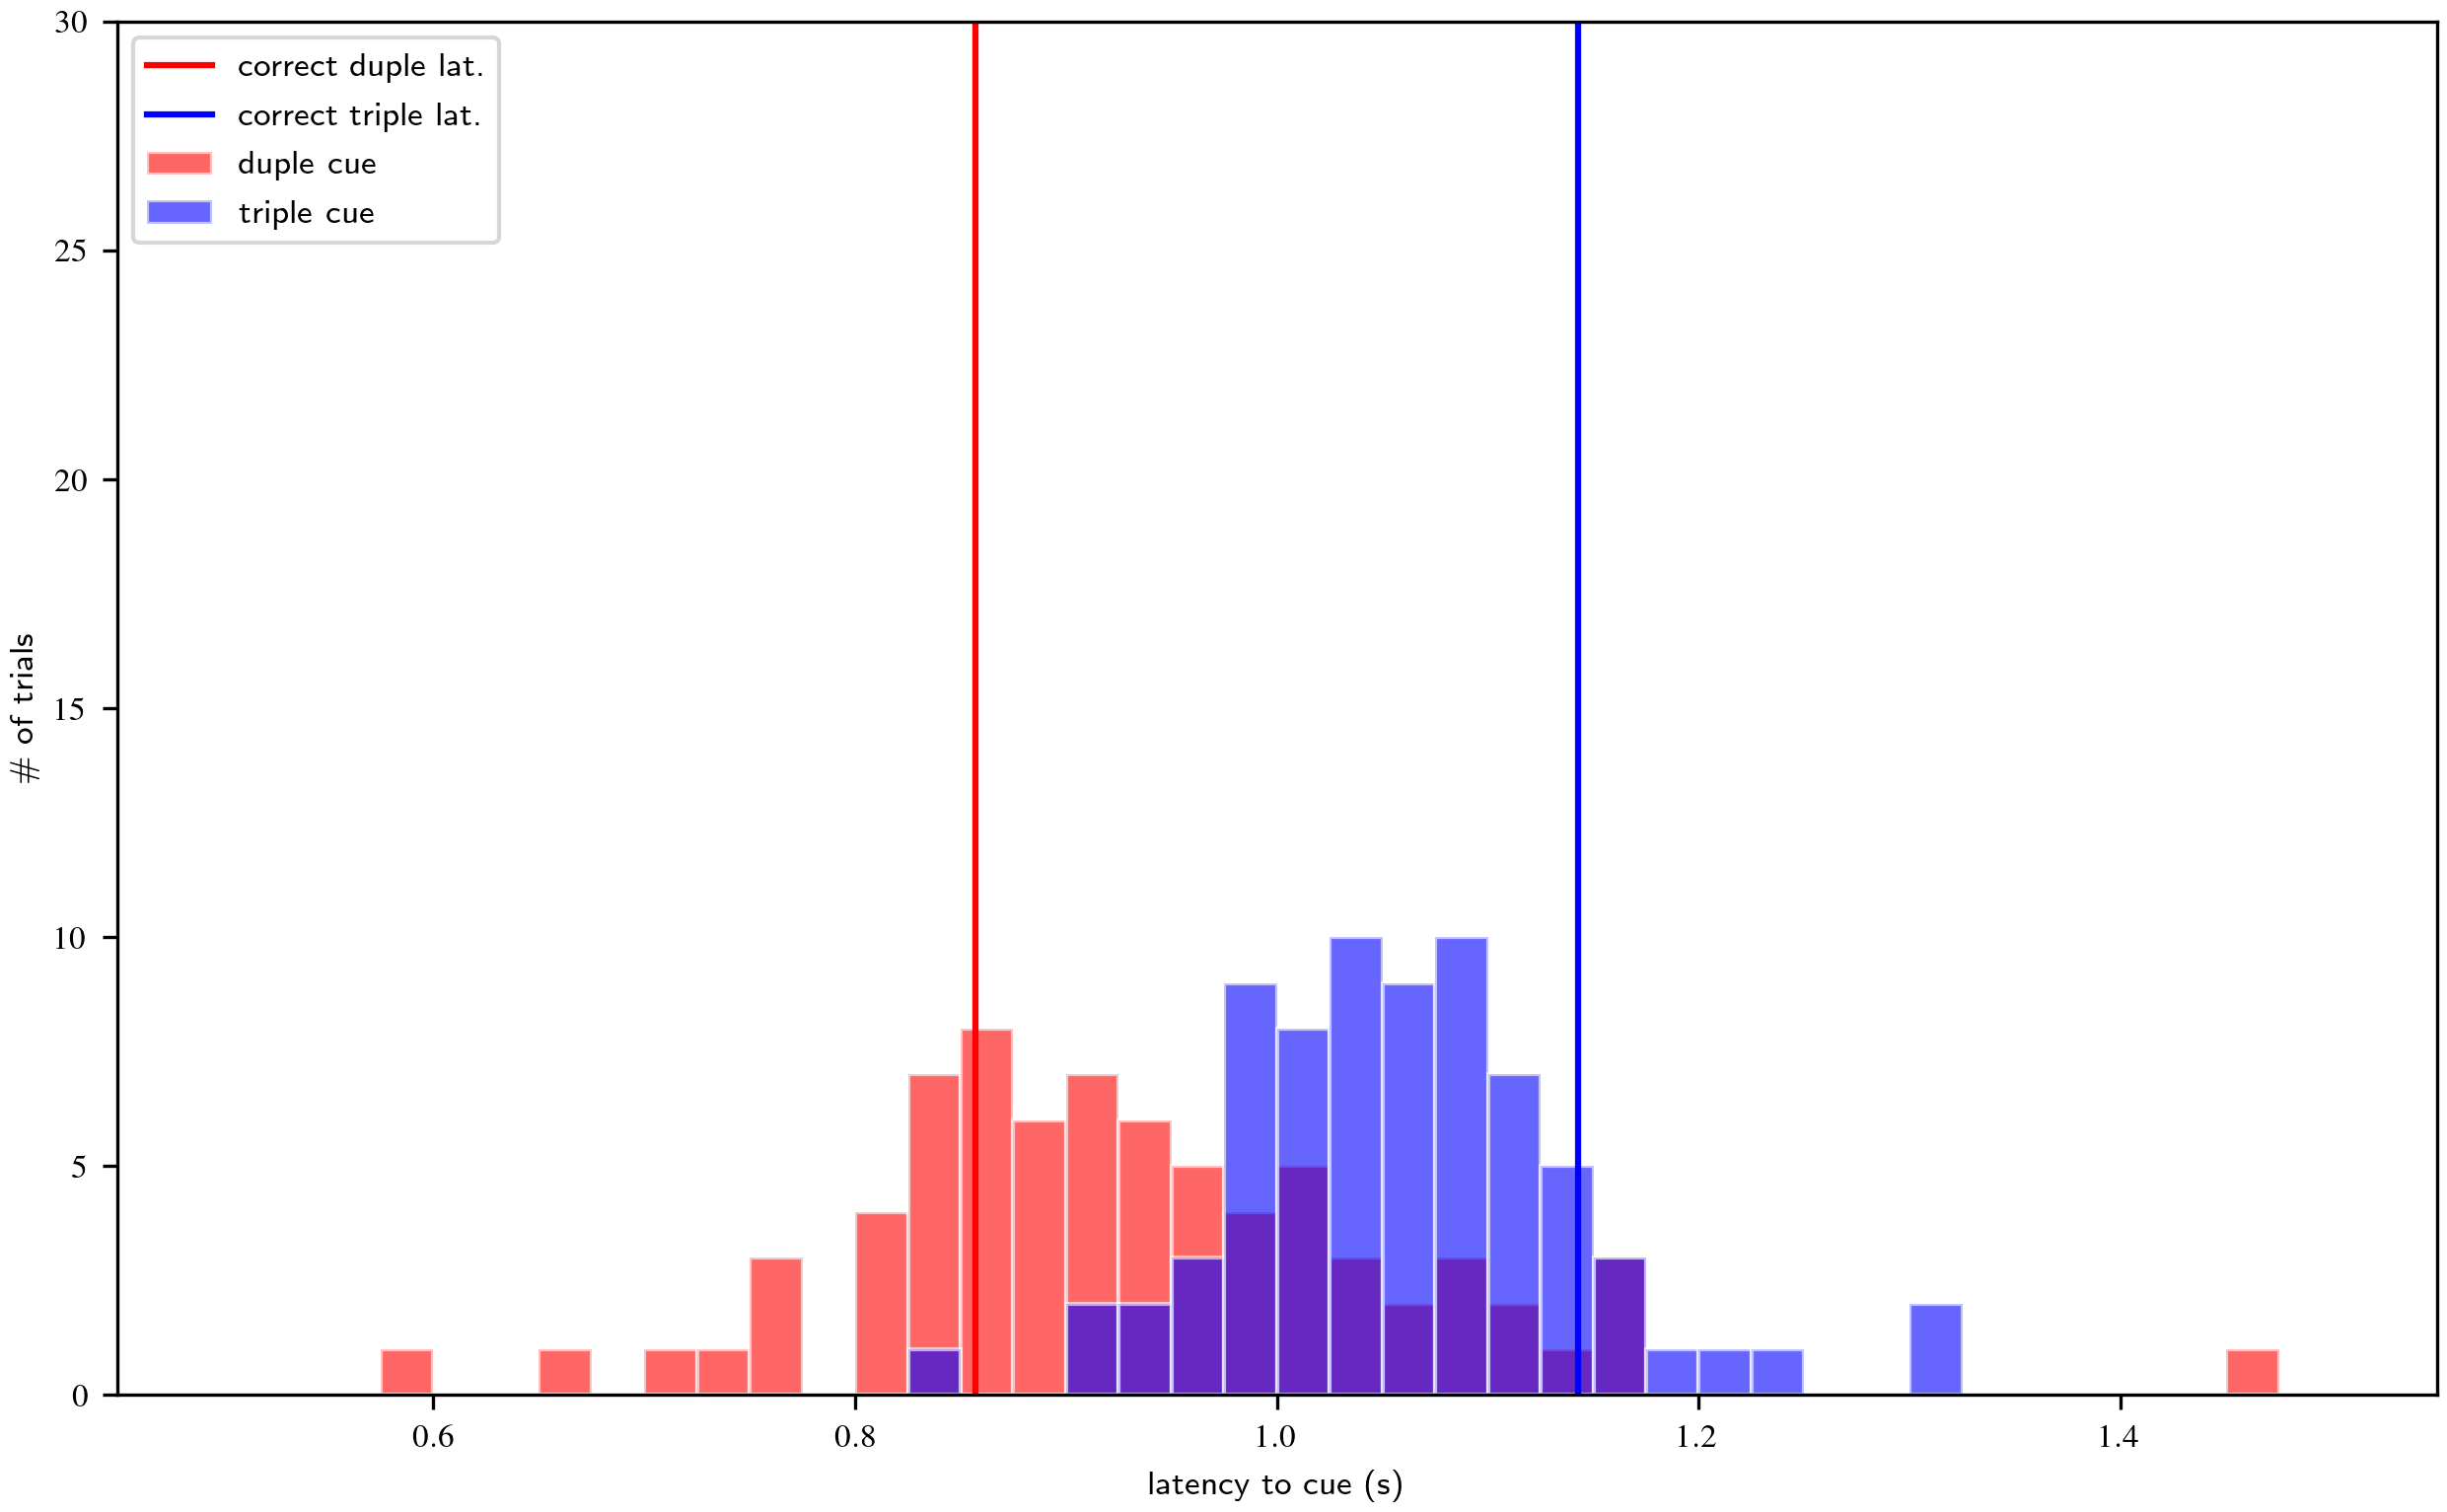 30
25
20
15
10
5
0
# of trials
correct duple lat.
correct triple lat.
duple cue
triple cue
0.6 0.8 1.0 1.2 1.4
latency to cue (s)